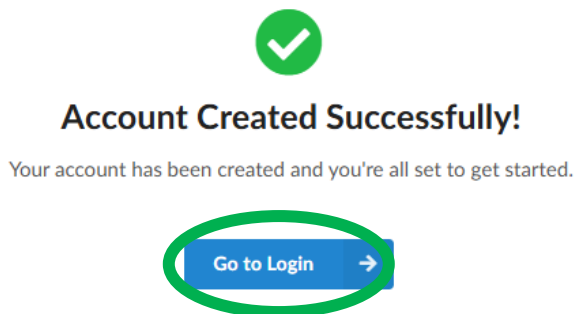 Account Created Successfully!
Your account has been created and you're all set to get started.
Go to Login